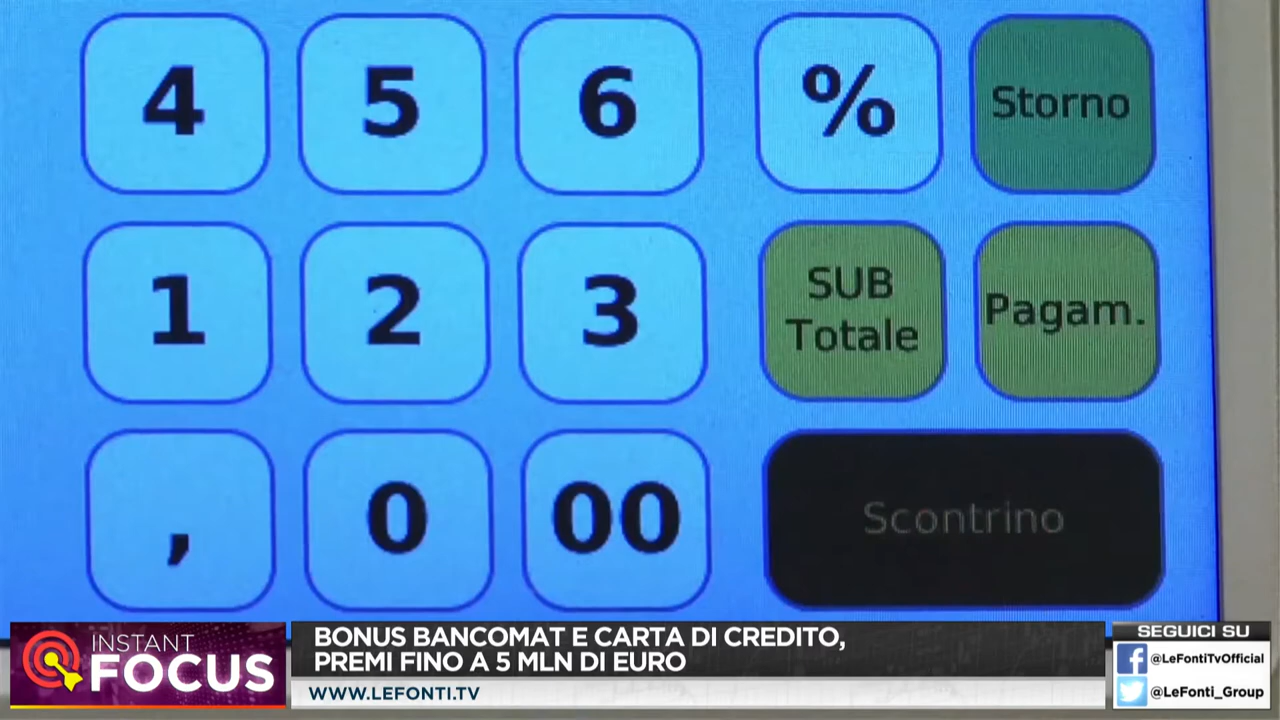 4 5 6 % Storno
1 2 3 SUB Totale Pagam.
, 0 00 Scontrino
INSTANT
FOCUS
BONUS BANCOMAT E CARTA DI CREDITO,
PREMI FINO A 5 MLN DI EURO
WWW.LEFONTI.TV
SEGUICI SU
@LeFontiTvOfficial
@LeFonti_Group